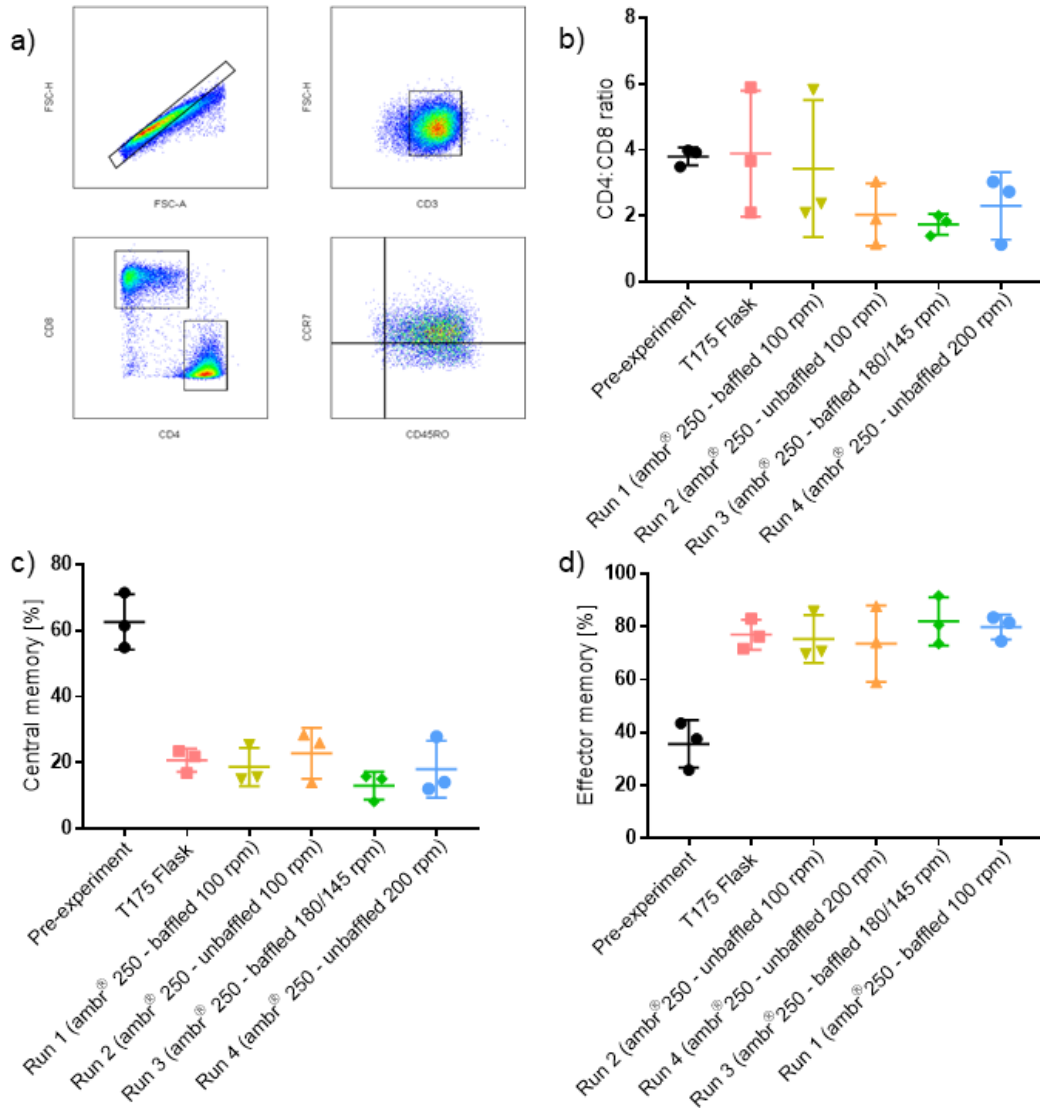 a)
FSC-H
FSC-A
FSC-H
CD3
CD8
CD4
CCR7
CD45RO
b)
CD4:CD8 ratio
8
6
4
2
0
Pre-experiment
T175 Flask
Run 1 (ambr® 250 - baffled 100 rpm)
Run 2 (ambr® 250 - unbaffled 100 rpm)
Run 3 (ambr® 250 - baffled 180/145 rpm)
Run 4 (ambr® 250 - unbaffled 200 rpm)
c)
Central memory [%]
80
60
40
20
0
Pre-experiment
T175 Flask
Run 1 (ambr® 250 - baffled 100 rpm)
Run 2 (ambr® 250 - unbaffled 100 rpm)
Run 3 (ambr® 250 - baffled 180/145 rpm)
Run 4 (ambr® 250 - unbaffled 200 rpm)
d)
Effector memory [%]
100
80
60
40
20
0
Pre-experiment
T175 Flask
Run 2 (ambr® 250 - unbaffled 100 rpm)
Run 4 (ambr® 250 - unbaffled 200 rpm)
Run 3 (ambr® 250 - baffled 180/145 rpm)
Run 1 (ambr® 250 - baffled 100 rpm)